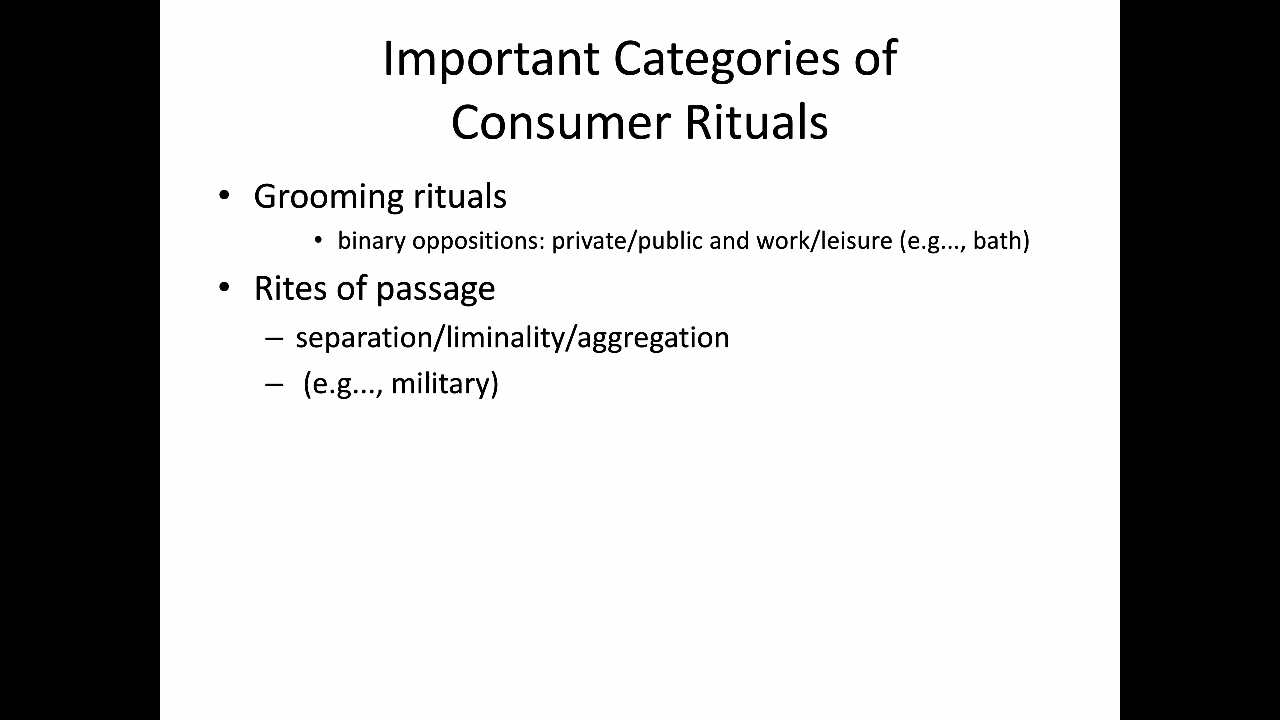 Important Categories of
Consumer Rituals
• Grooming rituals
• binary oppositions: private/public and work/leisure (e.g..., bath)
• Rites of passage
– separation/liminality/aggregation
– (e.g..., military)